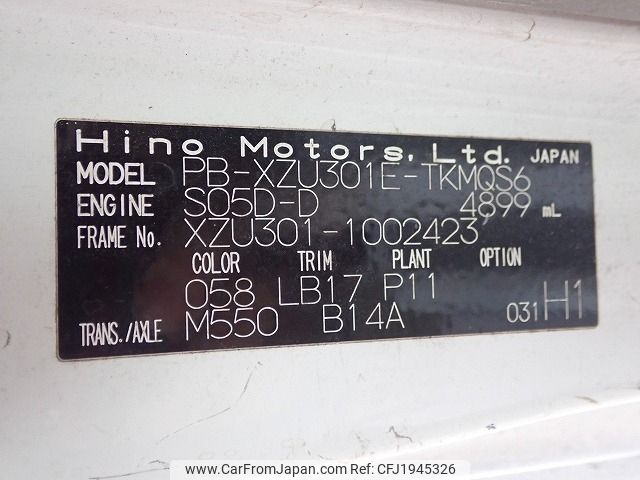 Hino Motors, Ltd. JAPAN
MODEL PB-XZU301E-TKMQS6
ENGINE S05D-D 4899 mL
FRAME No. XZU301-1002423
COLOR TRIM PLANT OPTION
058 LB17 P11
TRANS./AXLE M550 B14A 031 H1
www.CarFromJapan.com - CFJ1945326